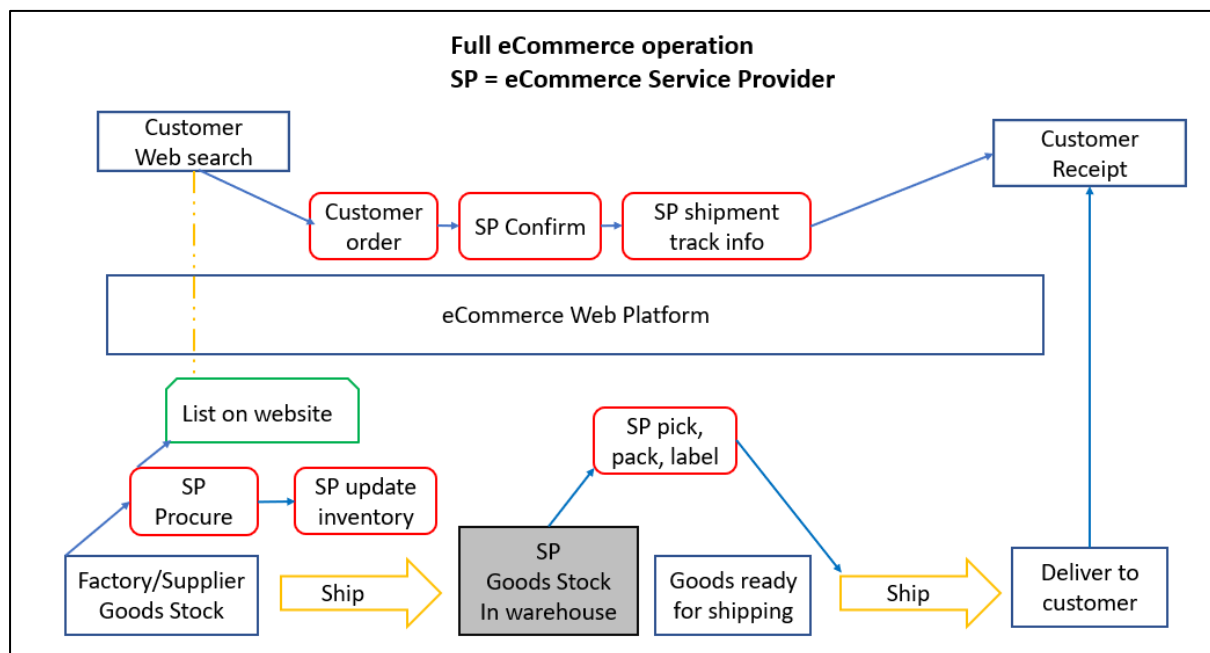 Full eCommerce operation
SP = eCommerce Service Provider
Customer
Web search
Customer
Receipt
Customer
order
SP Confirm
SP shipment
track info
eCommerce Web Platform
List on website
SP pick,
pack, label
SP
Procure
SP update
inventory
Factory/Supplier
Goods Stock
Ship
SP
Goods Stock
In warehouse
Goods ready
for shipping
Ship
Deliver to
customer